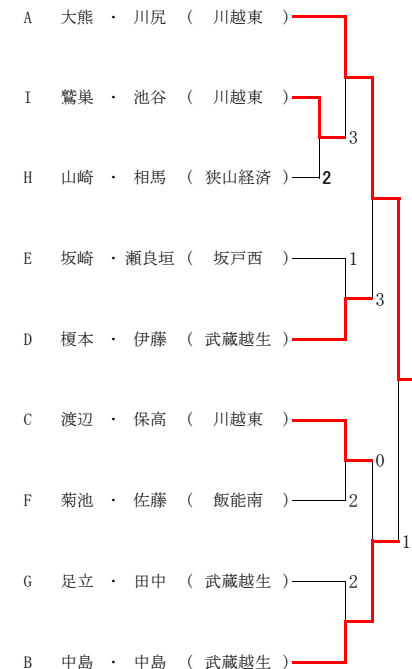 A 大熊 ・ 川尻 ( 川越東 )
I 鷲巣 ・ 池谷 ( 川越東 )
3
H 山崎 ・ 相馬 ( 狭山経済 ) 2
E 坂崎 ・ 瀬良垣 ( 坂戸西 ) 1
3
D 榎本 ・ 伊藤 ( 武蔵越生 )
C 渡辺 ・ 保高 ( 川越東 )
0
F 菊池 ・ 佐藤 ( 飯能南 ) 2
1
G 足立 ・ 田中 ( 武蔵越生 ) 2
B 中島 ・ 中島 ( 武蔵越生 )